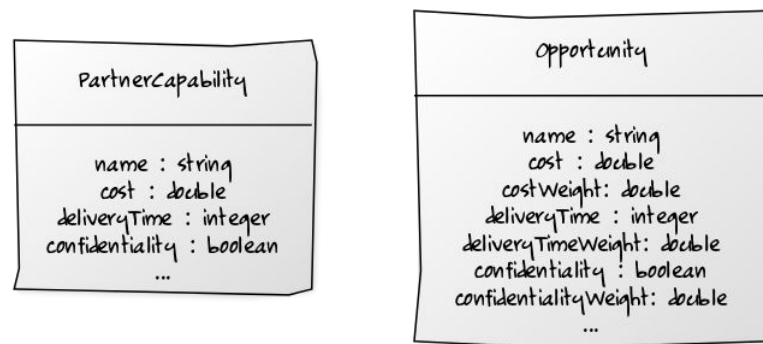 PartnerCapability
name : string
cost : double
deliveryTime : integer
confidentiality : boolean
...
Opportunity
name : string
cost : double
costWeight: double
deliveryTime : integer
deliveryTimeWeight: double
confidentiality : boolean
confidentialityWeight: double
...